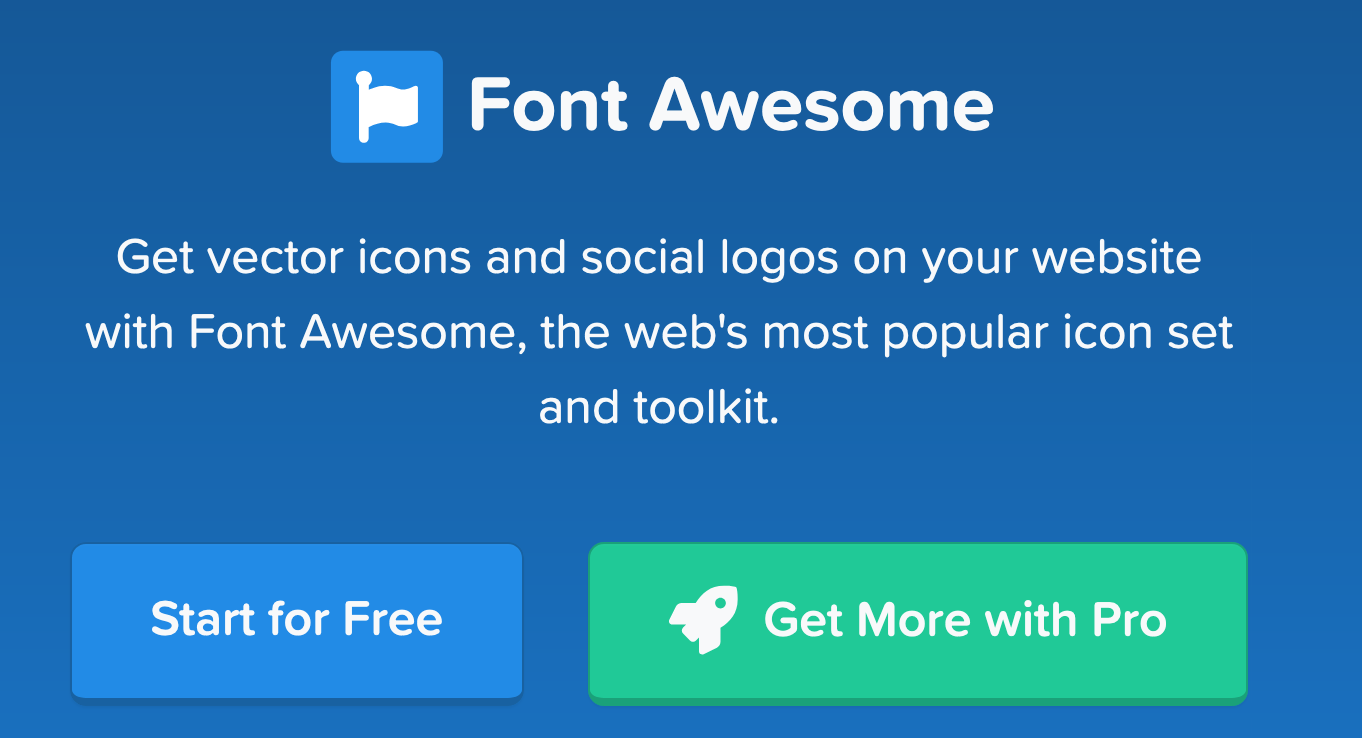 Font Awesome
Get vector icons and social logos on your website
with Font Awesome, the web's most popular icon set
and toolkit.
Start for Free
Get More with Pro